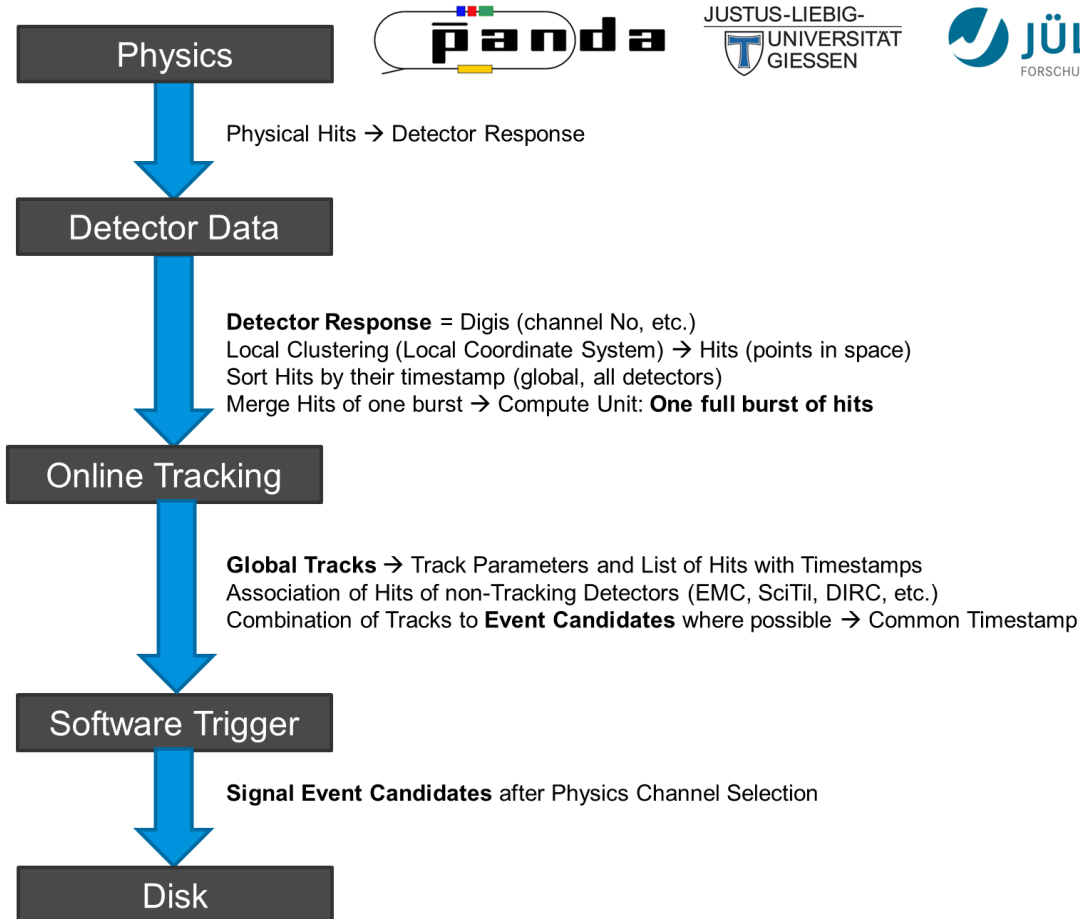 Physics
p̄anda
JUSTUS-LIEBIG-
UNIVERSITÄT
GIESSEN
JÜL
FORSCHU
Physical Hits → Detector Response
Detector Data
Detector Response = Digis (channel No, etc.)
Local Clustering (Local Coordinate System) → Hits (points in space)
Sort Hits by their timestamp (global, all detectors)
Merge Hits of one burst → Compute Unit: One full burst of hits
Online Tracking
Global Tracks → Track Parameters and List of Hits with Timestamps
Association of Hits of non-Tracking Detectors (EMC, SciTil, DIRC, etc.)
Combination of Tracks to Event Candidates where possible → Common Timestamp
Software Trigger
Signal Event Candidates after Physics Channel Selection
Disk